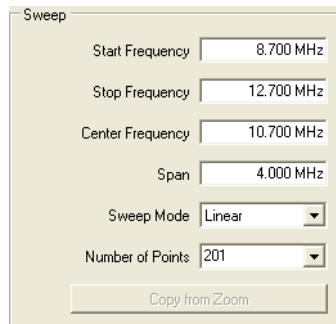 Sweep
Start Frequency 8.700 MHz
Stop Frequency 12.700 MHz
Center Frequency 10.700 MHz
Span 4.000 MHz
Sweep Mode Linear
Number of Points 201
Copy from Zoom